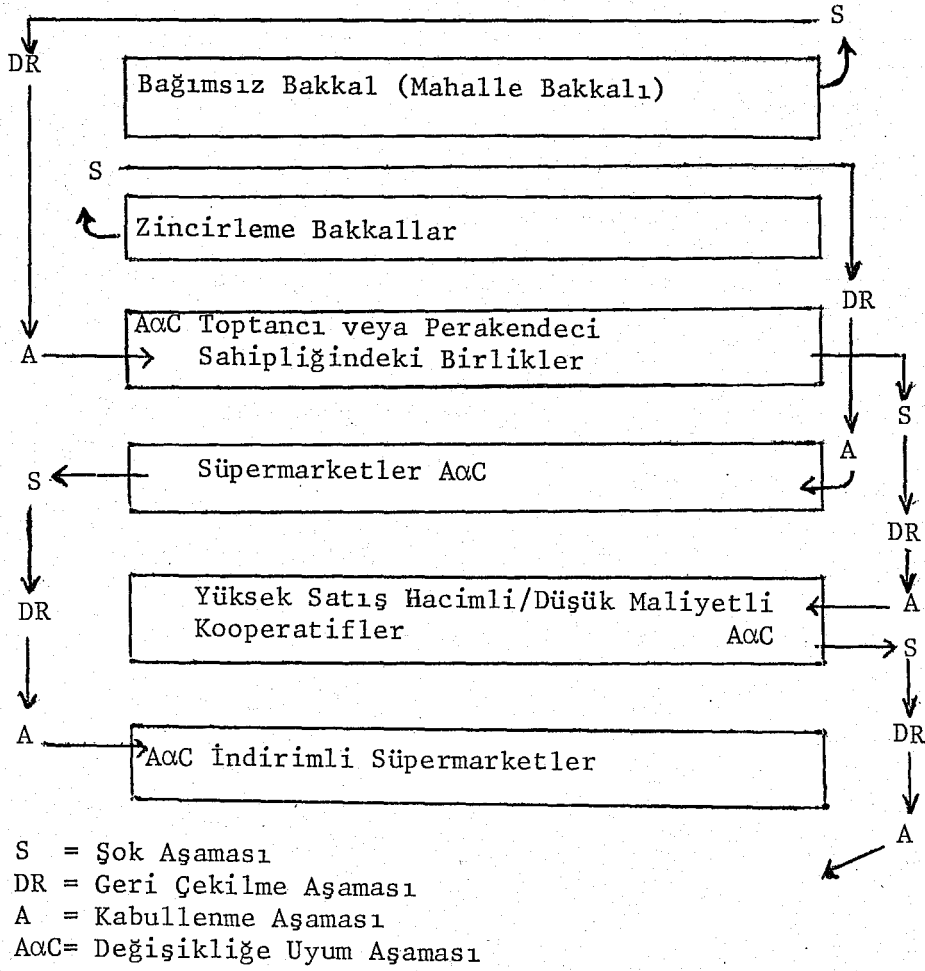 S
DR
Bağımsız Bakkal (Mahalle Bakkalı)
S
Zincirleme Bakkallar
DR
AαC Toptancı veya Perakendeci
A
Sahipliğindeki Birlikler
S
A
Süpermarketler AαC
S
DR
Yüksek Satış Hacimli/Düşük Maliyetli
A
DR
Kooperatifler AαC
S
DR
A
AαC İndirimli Süpermarketler
A
S = Şok Aşaması
DR = Geri Çekilme Aşaması
A = Kabullenme Aşaması
AαC= Değişikliğe Uyum Aşaması